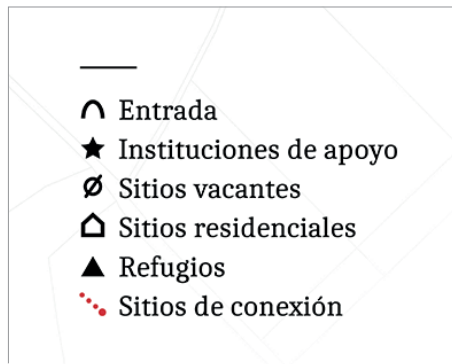 Entrada
Instituciones de apoyo
Sitios vacantes
Sitios residenciales
Refugios
Sitios de conexión